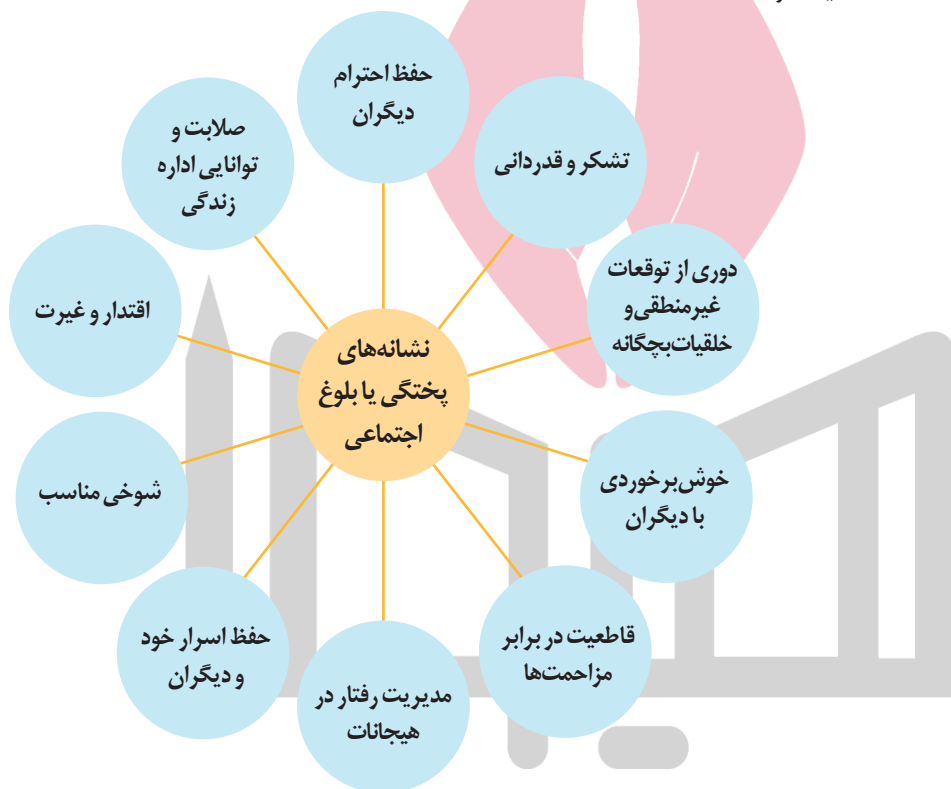 نشانه‌های
پختگی یا بلوغ
اجتماعی
حفظ احترام
دیگران
تشکر و قدردانی
دوری از توقعات
غیرمنطقی و
خلقیات بچگانه
خوش‌برخوردی
با دیگران
قاطعیت در برابر
مزاحمت‌ها
مدیریت رفتار در
هیجانات
حفظ اسرار خود
و دیگران
شوخی مناسب
اقتدار و غیرت
صلابت و
توانایی اداره
زندگی